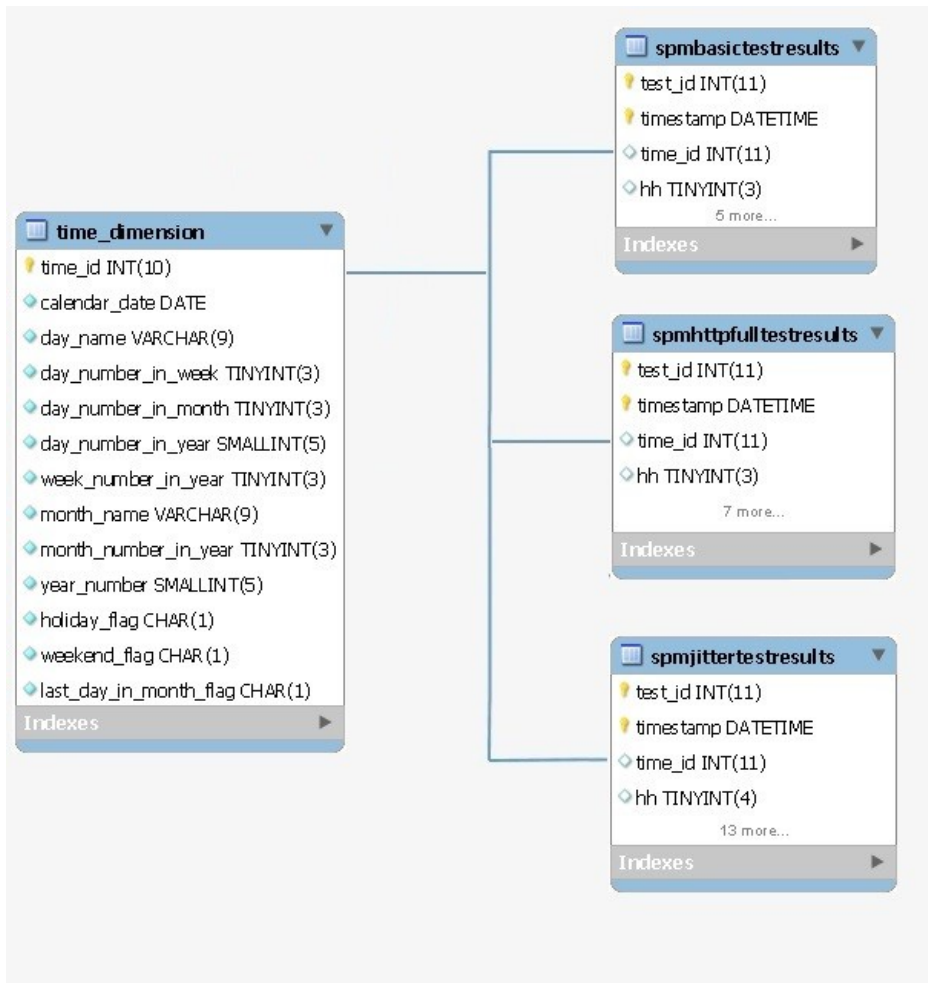 time_dimension
time_id INT(10)
calendar_date DATE
day_name VARCHAR(9)
day_number_in_week TINYINT(3)
day_number_in_month TINYINT(3)
day_number_in_year SMALLINT(5)
week_number_in_year TINYINT(3)
month_name VARCHAR(9)
month_number_in_year TINYINT(3)
year_number SMALLINT(5)
holiday_flag CHAR(1)
weekend_flag CHAR(1)
last_day_in_month_flag CHAR(1)
Indexes
spmbasictestresults
test_id INT(11)
timestamp DATETIME
time_id INT(11)
hh TINYINT(3)
5 more...
Indexes
spmhttpfulltestresults
test_id INT(11)
timestamp DATETIME
time_id INT(11)
hh TINYINT(3)
7 more...
Indexes
spmjittertestresults
test_id INT(11)
timestamp DATETIME
time_id INT(11)
hh TINYINT(4)
13 more...
Indexes